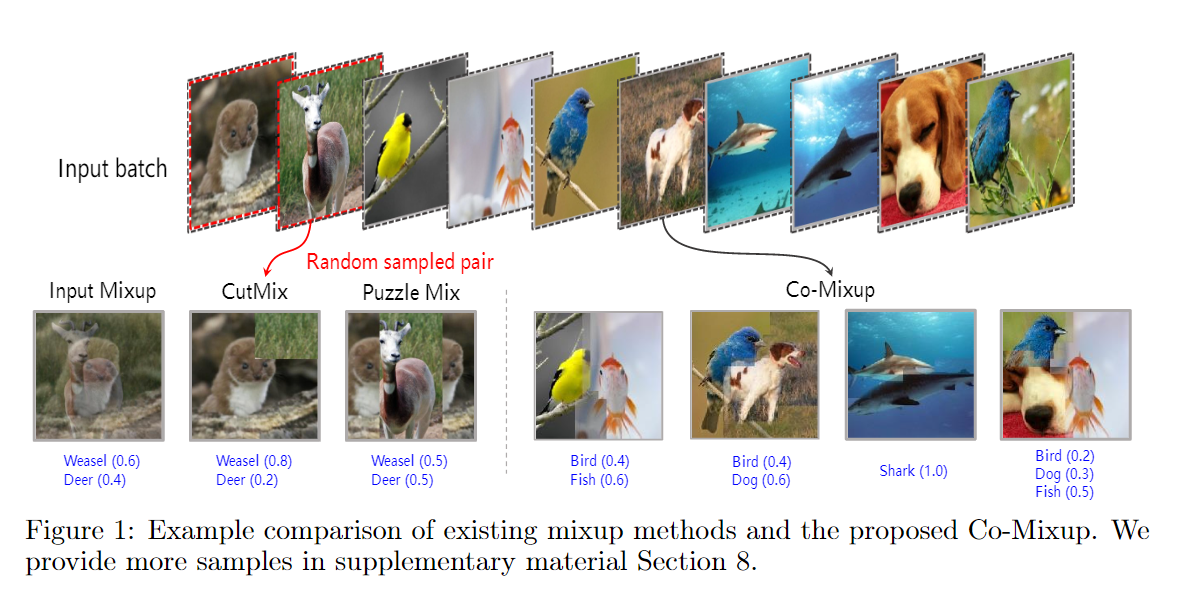 Input batch
Random sampled pair
Input Mixup
CutMix
Puzzle Mix
Co-Mixup
Weasel (0.6)
Deer (0.4)
Weasel (0.8)
Deer (0.2)
Weasel (0.5)
Deer (0.5)
Bird (0.4)
Fish (0.6)
Bird (0.4)
Dog (0.6)
Shark (1.0)
Bird (0.2)
Dog (0.3)
Fish (0.5)
Figure 1: Example comparison of existing mixup methods and the proposed Co-Mixup. We
provide more samples in supplementary material Section 8.